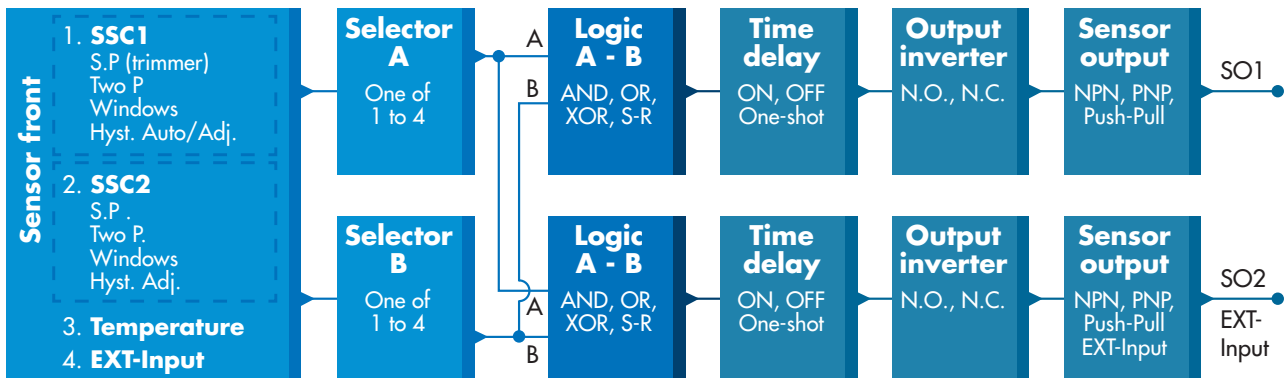 Sensor front
1. SSC1
S.P (trimmer)
Two P
Windows
Hyst. Auto/Adj.
2. SSC2
S.P .
Two P.
Windows
Hyst. Adj.
3. Temperature
4. EXT-Input
Selector
A
One of
1 to 4
A
B
Logic
A - B
AND, OR,
XOR, S-R
Time
delay
ON, OFF
One-shot
Output
inverter
N.O., N.C.
Sensor
output
NPN, PNP,
Push-Pull
SO1
Selector
B
One of
1 to 4
A
B
Logic
A - B
AND, OR,
XOR, S-R
Time
delay
ON, OFF
One-shot
Output
inverter
N.O., N.C.
Sensor
output
NPN, PNP,
Push-Pull
EXT-Input
SO2
EXT-
Input